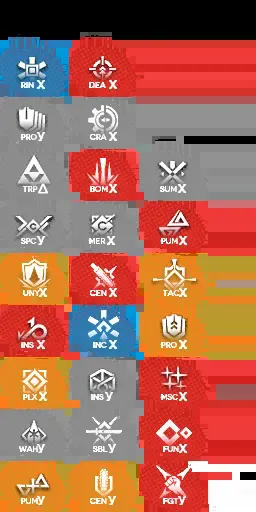 RIN X DEA X
PRO y CRA X
TRP Δ BOM X SUM X
SPC y MER X PUM X
UNY X CEN X TAC X
INS X INC X PRO X
PLX X INS y MSC X
WAH y SBL y FUN X
PUM y CEN y FGT y